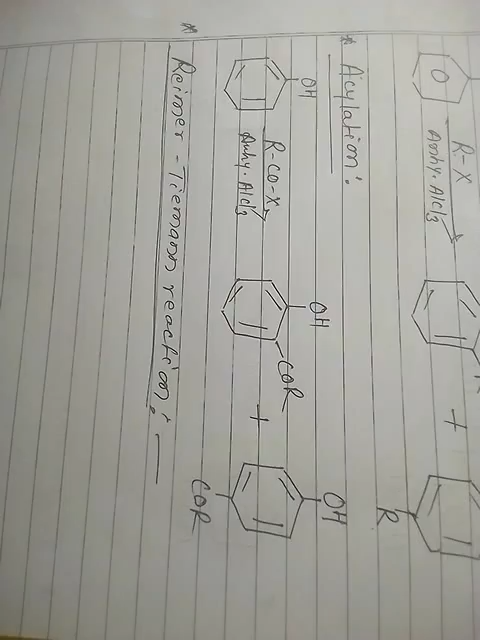 R-X
Anhy. AlCl3
+
R
* Acylation:
OH
R-CO-X
Anhy. AlCl3
OH
COR
+
OH
COR
* Reimer-Tiemann reaction: —